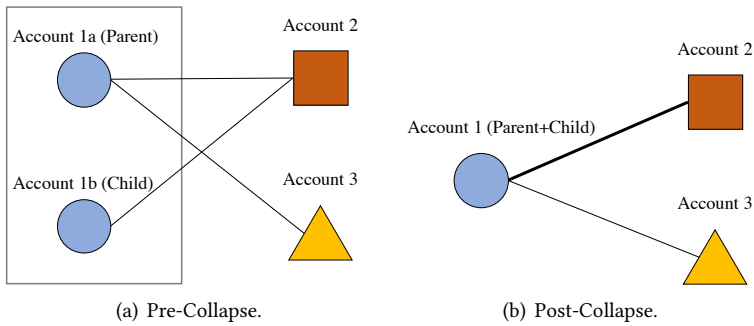 Account 1a (Parent)
Account 2
Account 1b (Child)
Account 3
(a) Pre-Collapse.
Account 2
Account 1 (Parent+Child)
Account 3
(b) Post-Collapse.